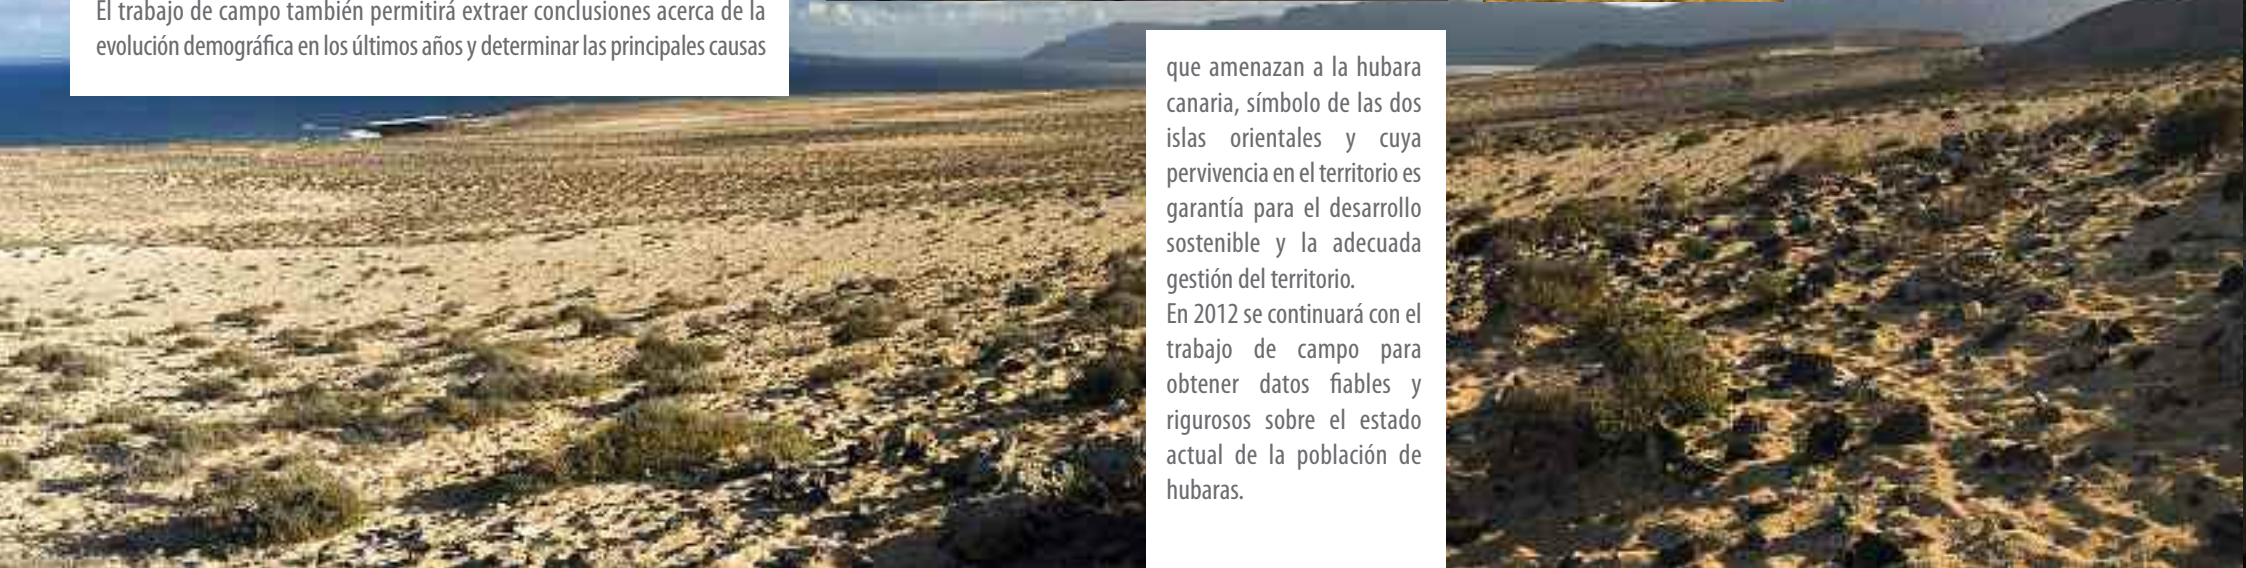 El trabajo de campo también permitirá extraer conclusiones acerca de la
evolución demográfica en los últimos años y determinar las principales causas
que amenazan a la hubara
canaria, símbolo de las dos
islas orientales y cuya
pervivencia en el territorio es
garantía para el desarrollo
sostenible y la adecuada
gestión del territorio.
En 2012 se continuará con el
trabajo de campo para
obtener datos fiables y
rigurosos sobre el estado
actual de la población de
hubaras.